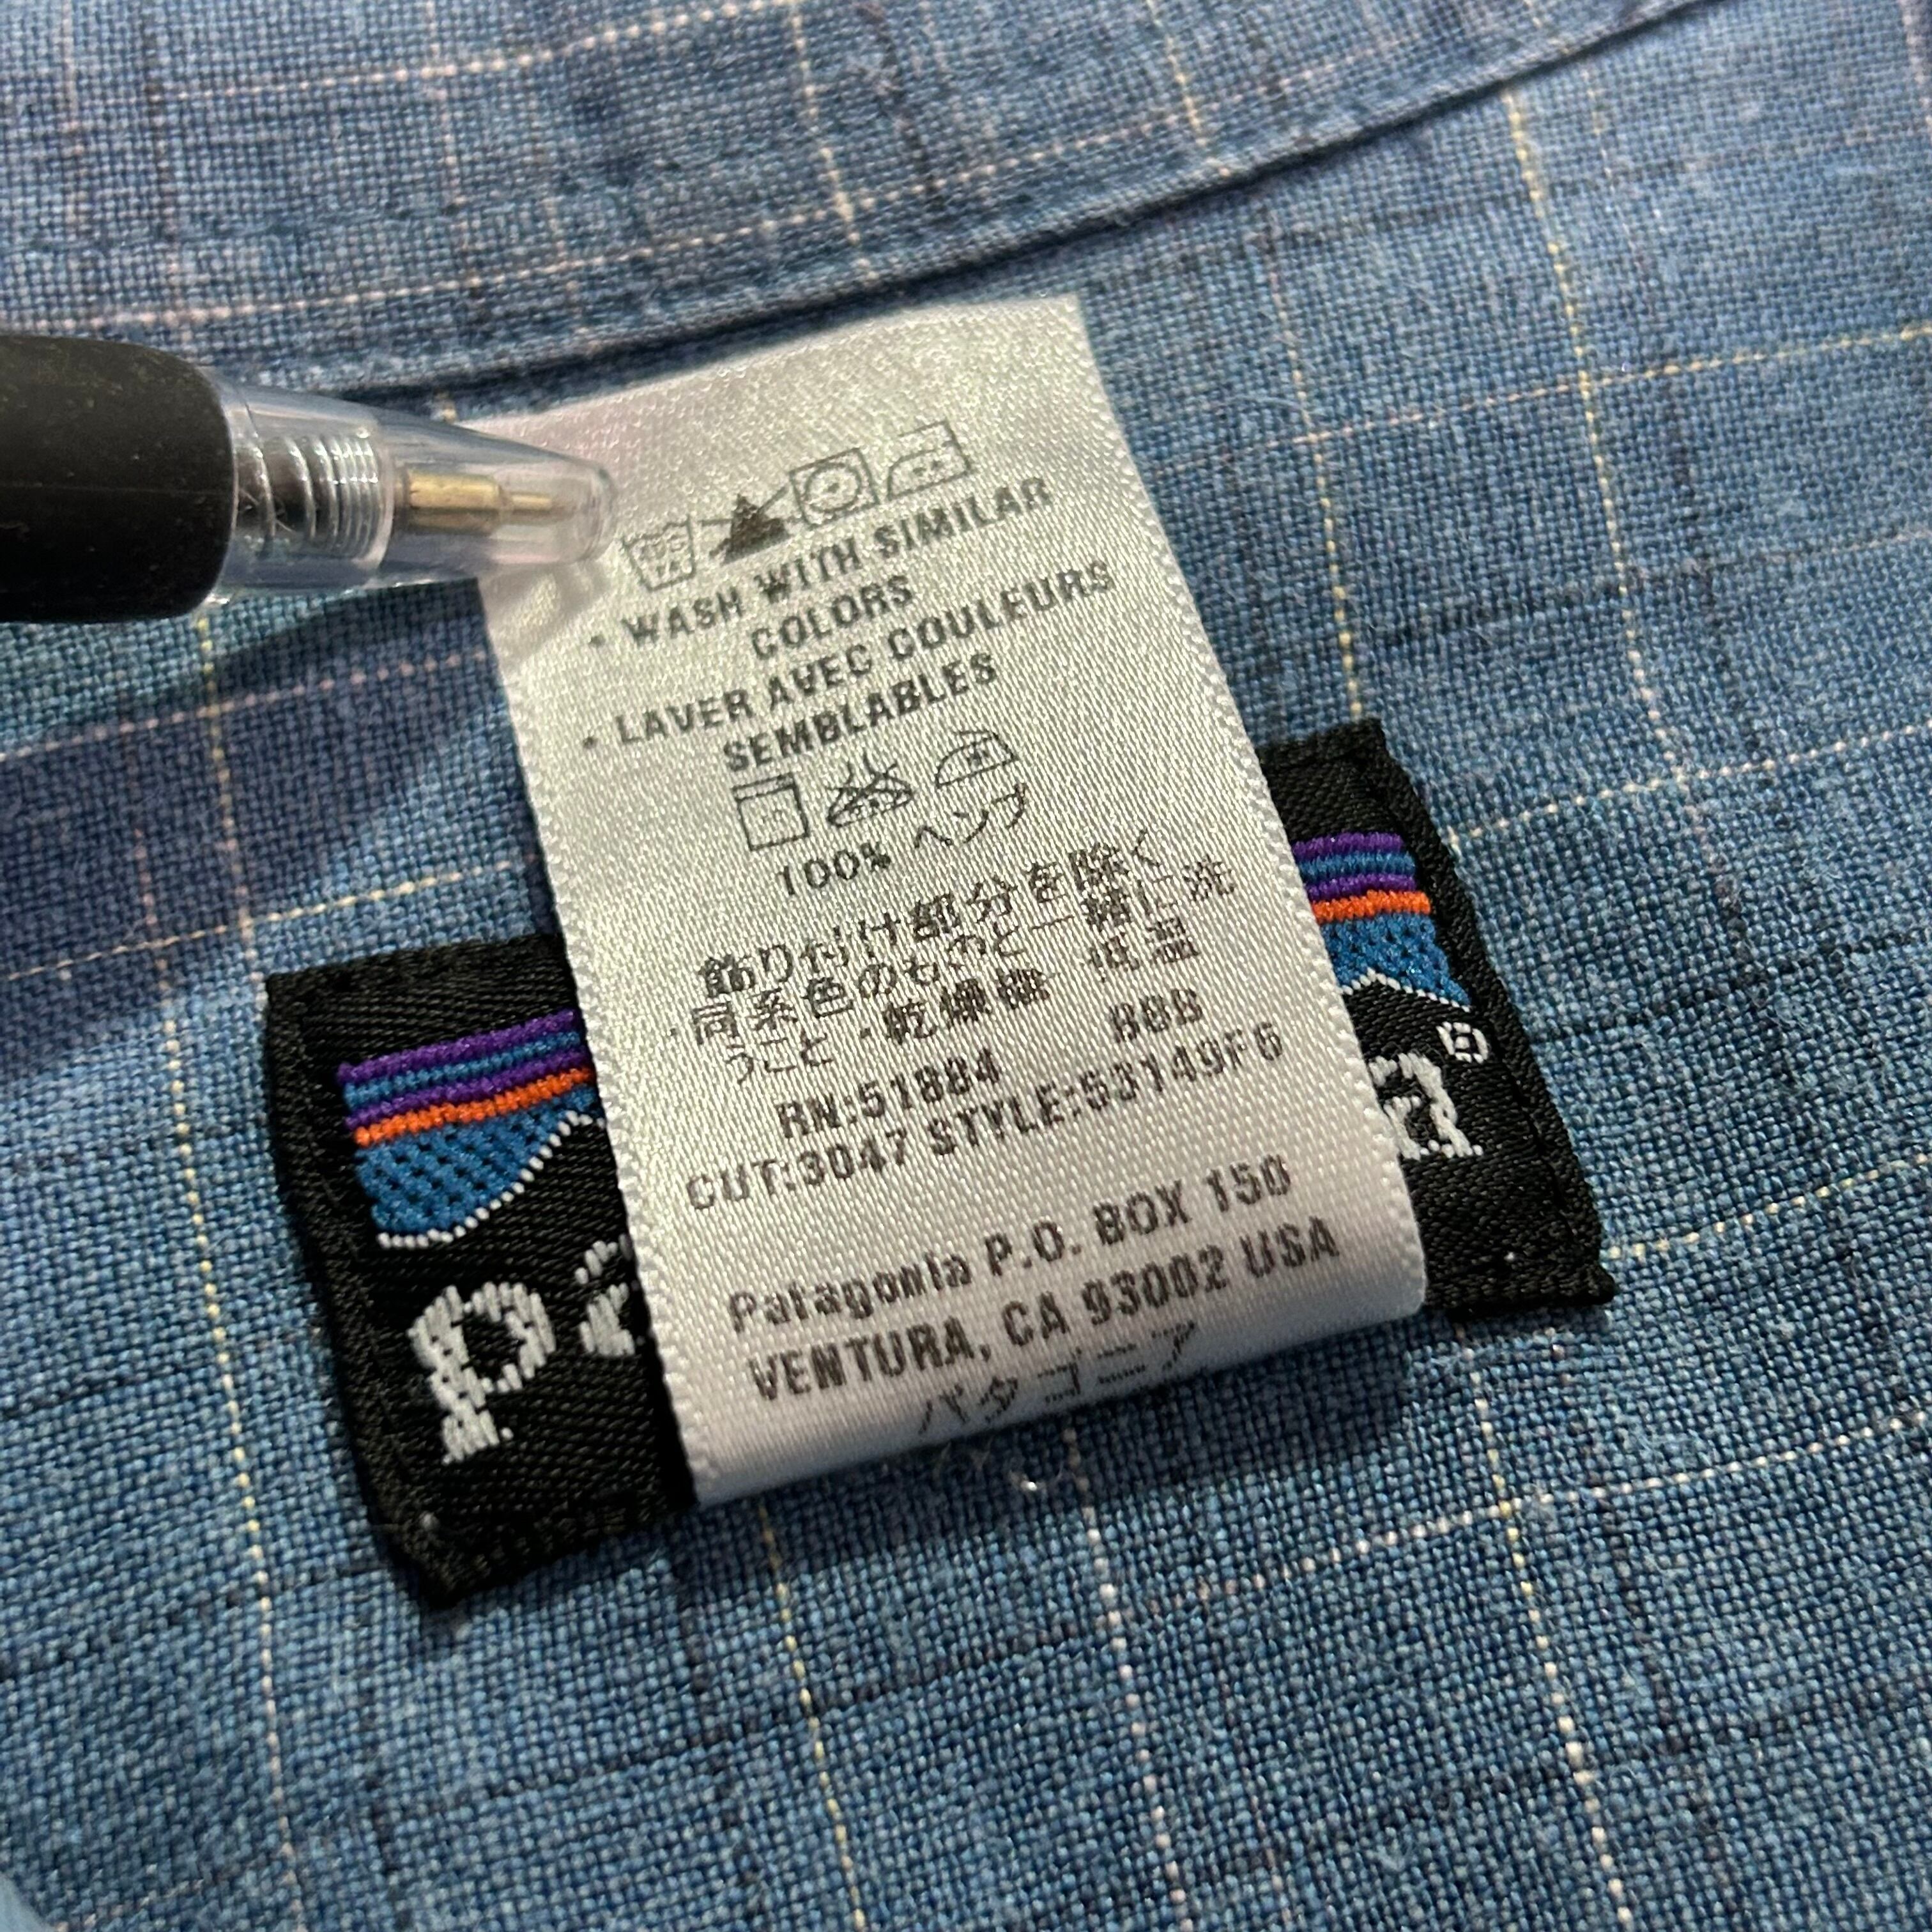 • WASH WITH SIMILAR
COLORS
• LAVER AVEC COULEURS
SEMBLABLES
100% ヘンプ
飾り付け部分を除く
・同系色のものと一緒に洗
うこと ・乾燥機 低温
RN:51884 BOB
CUT:3047 STYLE:53149F6
Patagonia P.O. BOX 150
VENTURA, CA 93002 USA
パタゴニア